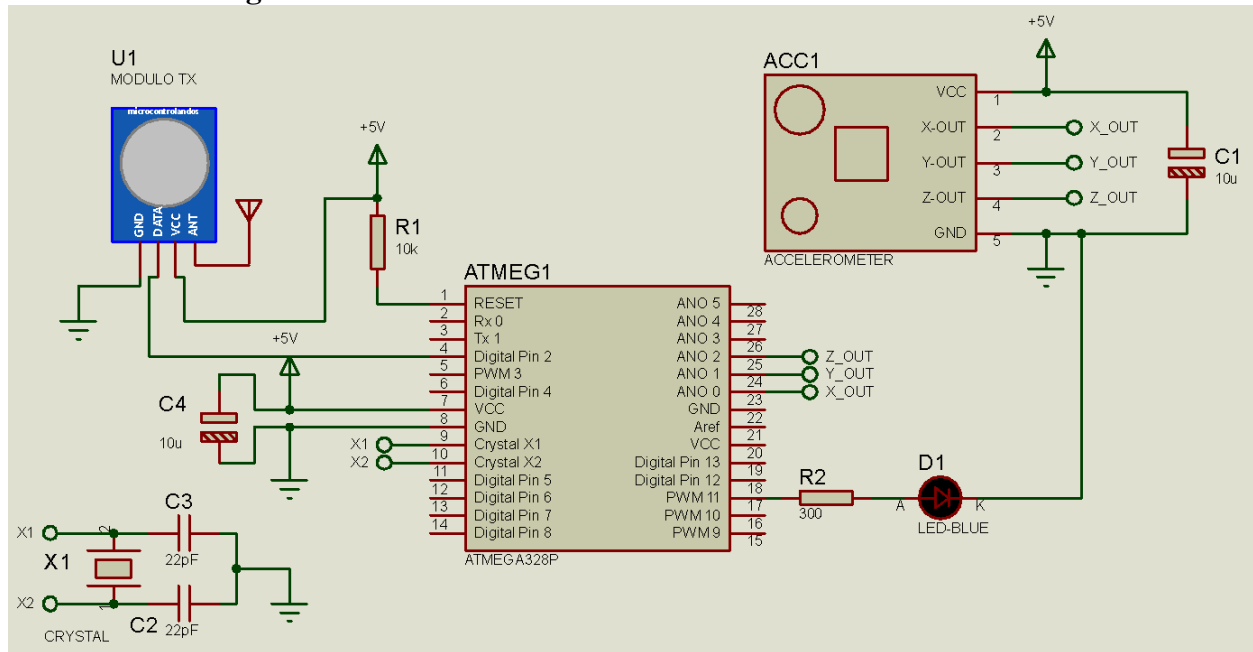 U1
MODULO TX
microcontrolandos
GND
DATA
VCC
ANT
+5V
R1
10k
+5V
ACC1
VCC
1
X-OUT
2
X_OUT
Y-OUT
3
Y_OUT
Z-OUT
4
Z_OUT
GND
5
ACCELEROMETER
C1
10u
ATMEG1
1 RESET
2 Rx 0
3 Tx 1
4 Digital Pin 2
5 PWM 3
6 Digital Pin 4
7 VCC
8 GND
9 Crystal X1
10 Crystal X2
11 Digital Pin 5
12 Digital Pin 6
13 Digital Pin 7
14 Digital Pin 8
ANO 5 28
ANO 4 27
ANO 3 26
ANO 2 25
ANO 1 24
ANO 0 23
GND 22
Aref 21
VCC 20
Digital Pin 13 19
Digital Pin 12 18
PWM 11 17
PWM 10 16
PWM 9 15
ATMEGA328P
Z_OUT
Y_OUT
X_OUT
+5V
C4
10u
X1
X2
R2
300
D1
A
K
LED-BLUE
X1
X2
X1
2
1
CRYSTAL
C3
22pF
C2
22pF